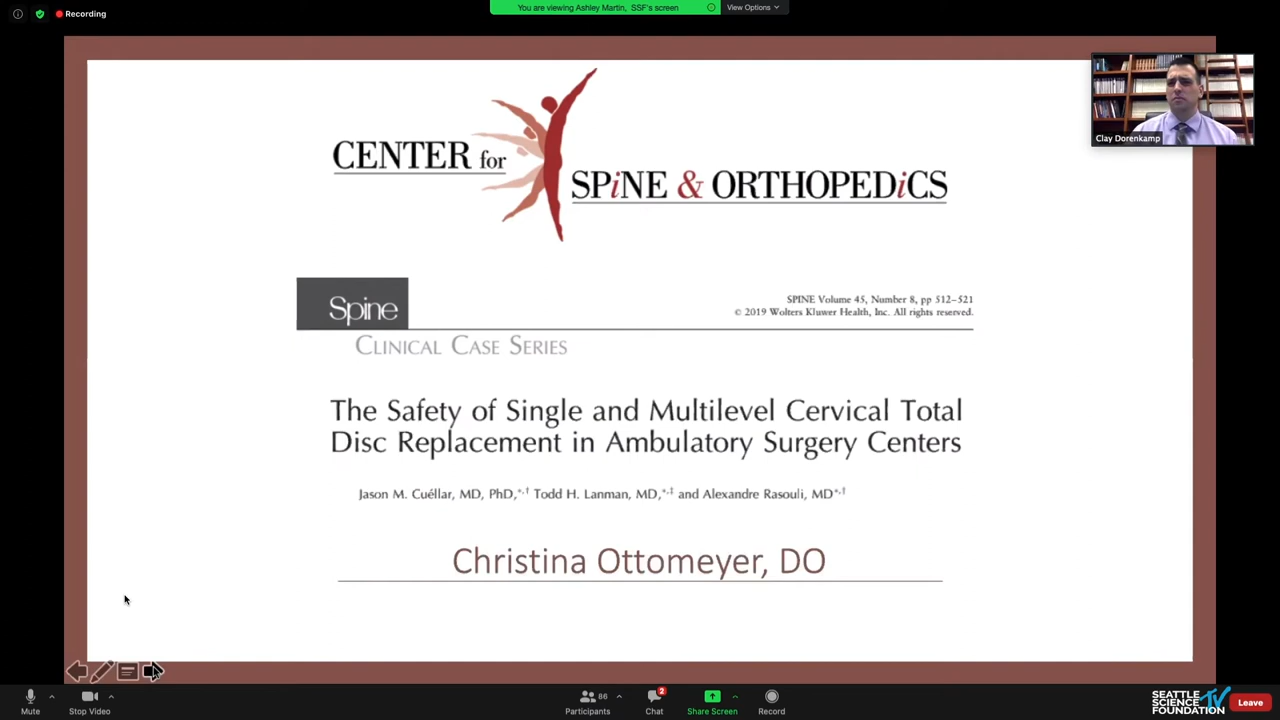 Recording
You are viewing Ashley Martin, SSF's screen
View Options
Clay Dorenkamp
CENTER for
SPiNE & ORTHOPEDiCS
Spine
SPINE Volume 45, Number 8, pp 512–521
© 2019 Wolters Kluwer Health, Inc. All rights reserved.
CLINICAL CASE SERIES
The Safety of Single and Multilevel Cervical Total
Disc Replacement in Ambulatory Surgery Centers
Jason M. Cuéllar, MD, PhD,*,† Todd H. Lanman, MD,*,‡ and Alexandre Rasouli, MD*,†
Christina Ottomeyer, DO
Mute
Stop Video
86
Participants
2
Chat
Share Screen
Record
SEATTLE
SCIENCE
FOUNDATION
TV
Leave